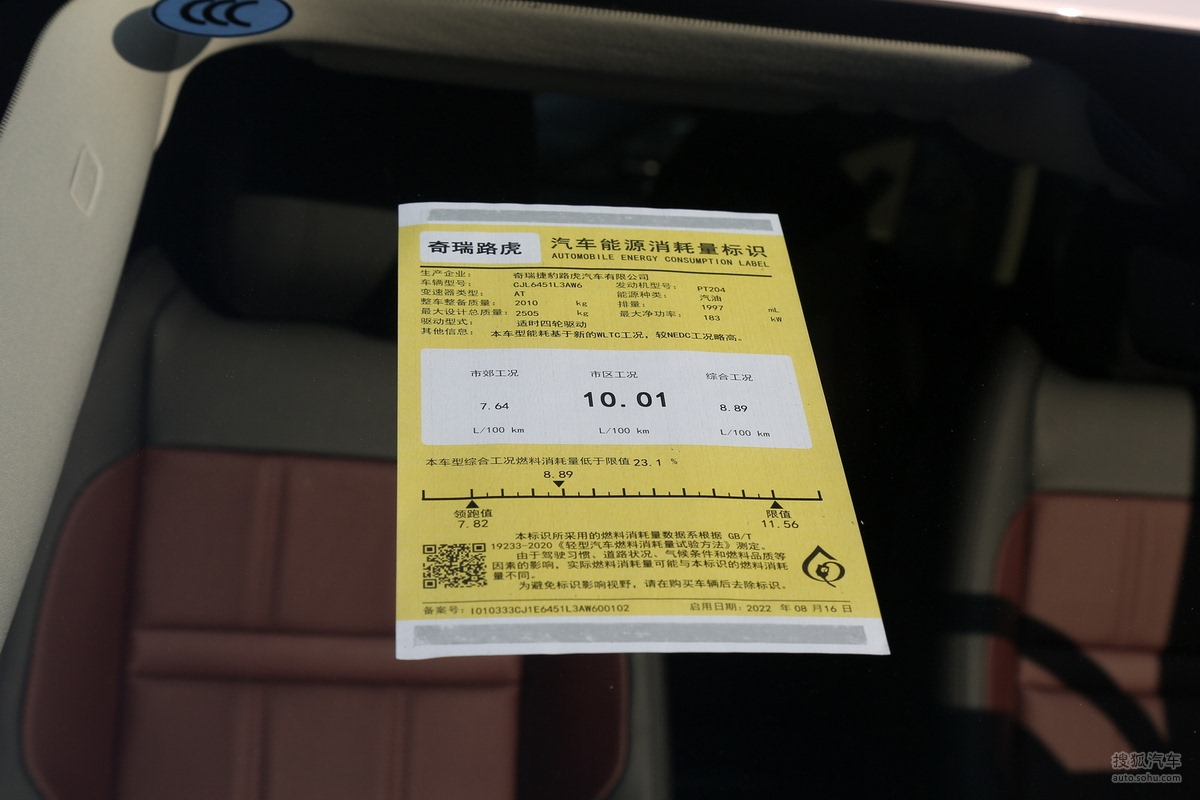 CCC
奇瑞路虎
汽车能源消耗量标识
AUTOMOBILE ENERGY CONSUMPTION LABEL
生产企业: 奇瑞捷豹路虎汽车有限公司
车辆型号: CJL6451L3AW6 发动机型号: PT204
变速器类型: AT 能源种类: 汽油
整车整备质量: 2010 kg 排量: 1997 mL
最大设计总质量: 2505 kg 最大净功率: 183 kW
驱动型式: 适时四轮驱动
其他信息: 本车型能耗基于新的WLTC工况，较NEDC工况略高。
市郊工况 市区工况 综合工况
7.64 10.01 8.89
L/100 km L/100 km L/100 km
本车型综合工况燃料消耗量低于限值 23.1 %
8.89
领跑值 限值
7.82 11.56
本标识所采用的燃料消耗量数据系根据 GB/T
19233-2020《轻型汽车燃料消耗量试验方法》测定。
由于驾驶习惯、道路状况、气候条件和燃料品质等
因素的影响，实际燃料消耗量可能与本标识的燃料消耗
量不同。
为避免标识影响视野，请在购买车辆后去除标识。
备案号: I010333CJ1E6451L3AW600102 启用日期: 2022 年 08 月 16 日
搜狐汽车
auto.sohu.com